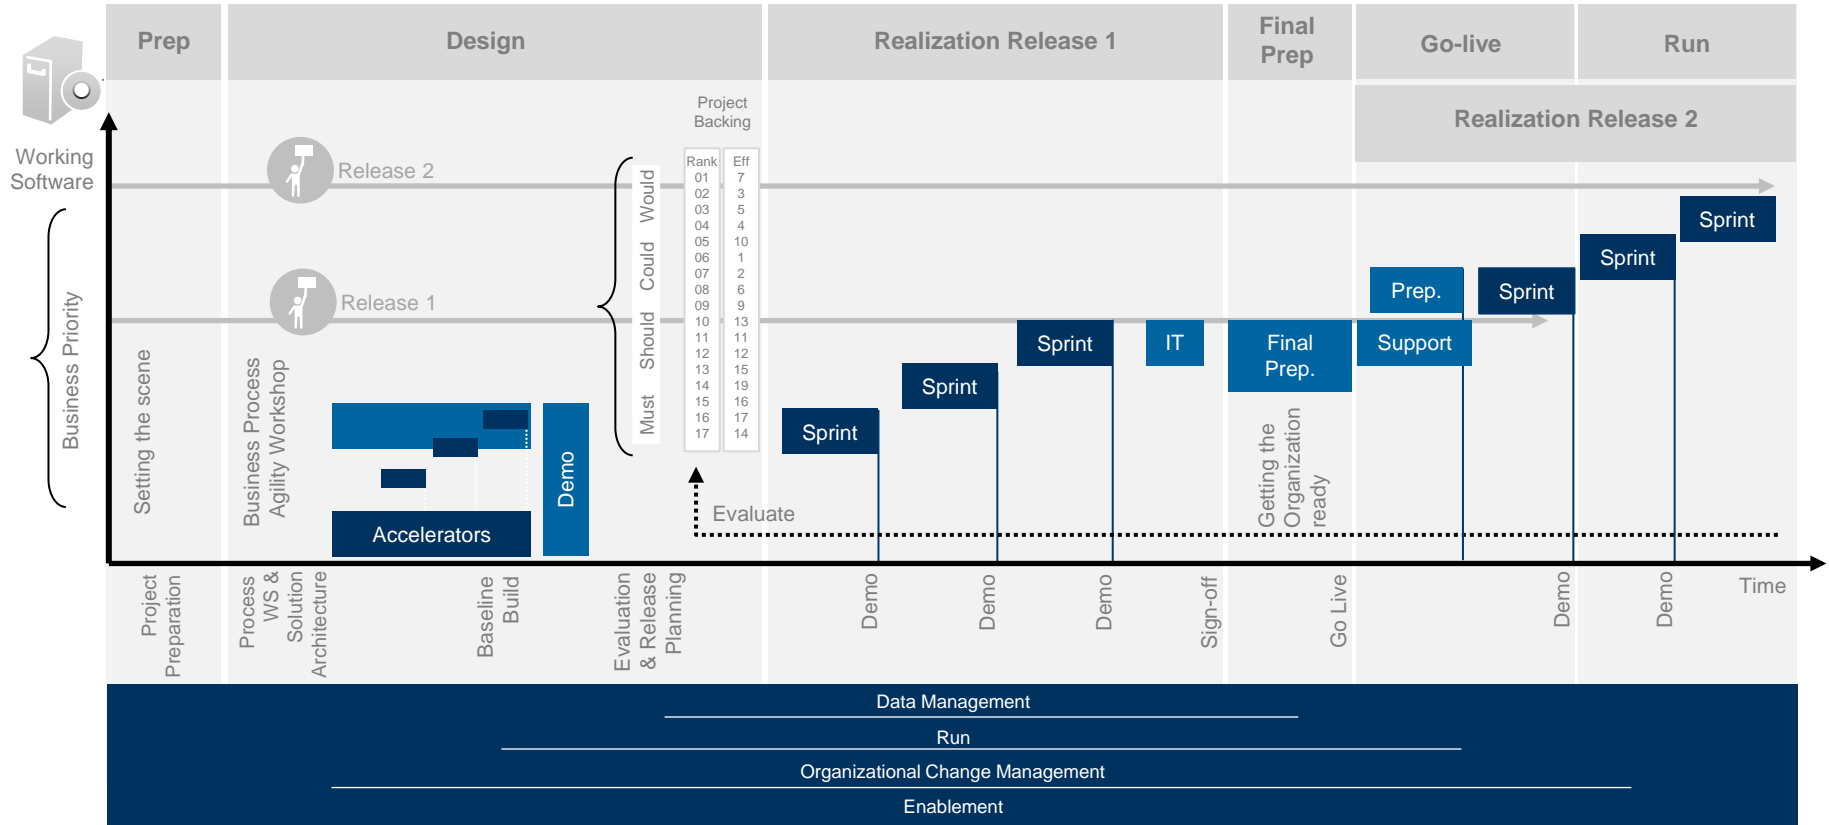 Prep
Design
Realization Release 1
Final
Prep
Go-live
Run
Realization Release 2
Working
Software
Business Priority
Release 2
Release 1
Project
Backing
Rank Eff
01 7
02 3
03 5
04 4
05 10
06 1
07 2
08 6
09 9
10 13
11 11
12 12
13 15
14 19
15 16
16 17
17 14
Would
Could
Should
Must
Setting the scene
Business Process
Agility Workshop
Accelerators
Demo
Evaluate
Sprint
Sprint
Sprint
IT
Final
Prep.
Getting the
Organization
ready
Prep.
Support
Sprint
Sprint
Sprint
Project
Preparation
Process
WS &
Solution
Architecture
Baseline
Build
Evaluation
& Release
Planning
Demo
Demo
Demo
Sign-off
Go Live
Demo
Demo
Time
Data Management
Run
Organizational Change Management
Enablement